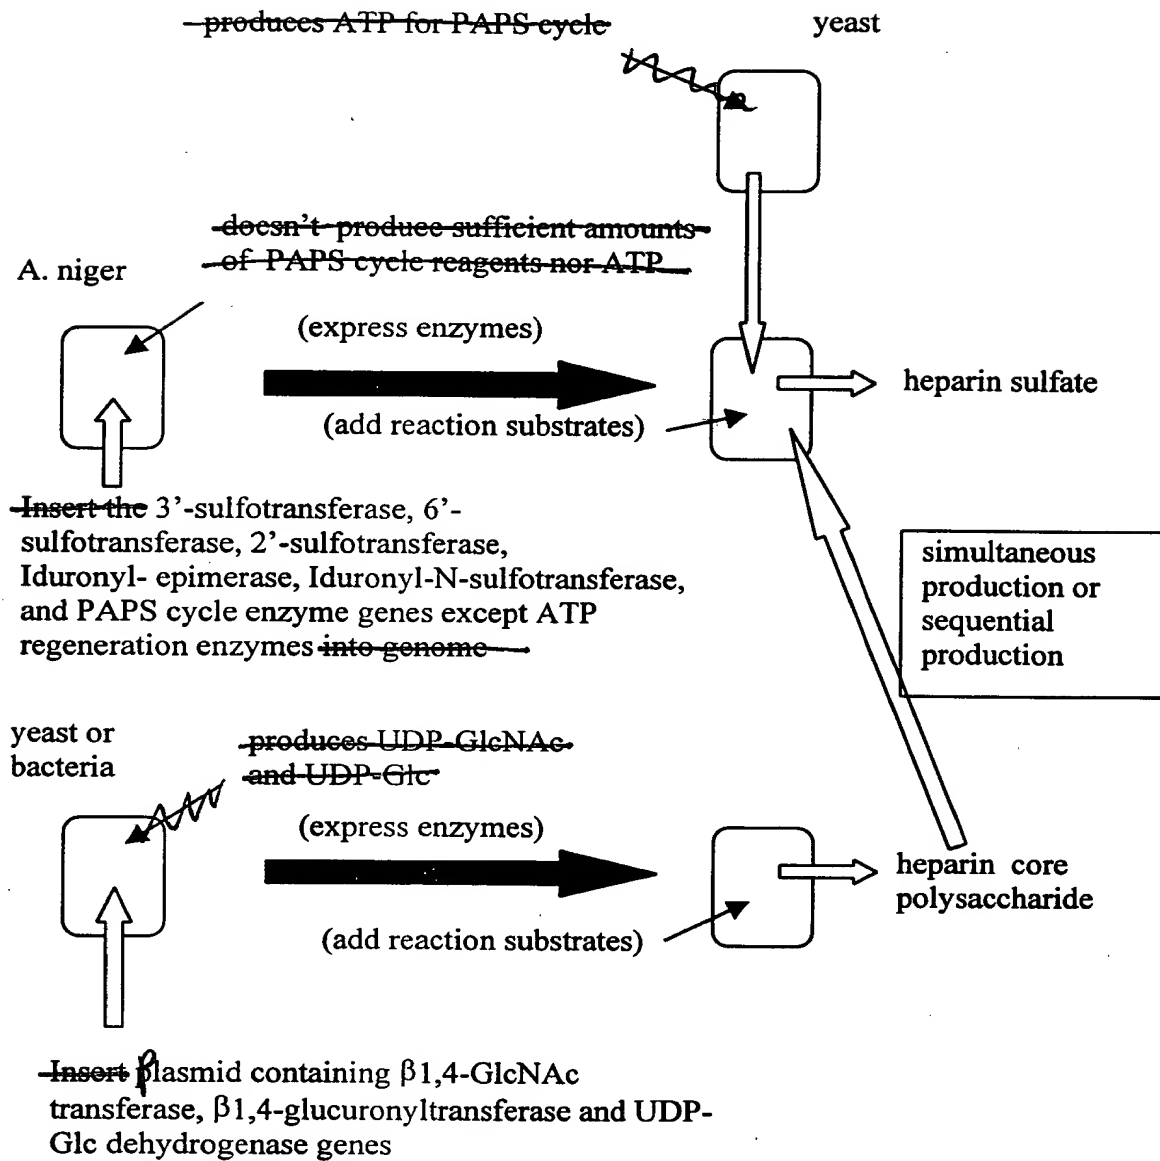 produces ATP for PAPS cycle
yeast
doesn't produce sufficient amounts
of PAPS cycle reagents nor ATP
A. niger
(express enzymes)
(add reaction substrates)
heparin sulfate
Insert the 3'-sulfotransferase, 6'-
sulfotransferase, 2'-sulfotransferase,
Iduronyl- epimerase, Iduronyl-N-sulfotransferase,
and PAPS cycle enzyme genes except ATP
regeneration enzymes into genome
simultaneous
production or
sequential
production
yeast or
bacteria
produces UDP-GlcNAc
and UDP-Glc
(express enzymes)
(add reaction substrates)
heparin core
polysaccharide
Insert plasmid containing β1,4-GlcNAc
transferase, β1,4-glucuronyltransferase and UDP-
Glc dehydrogenase genes